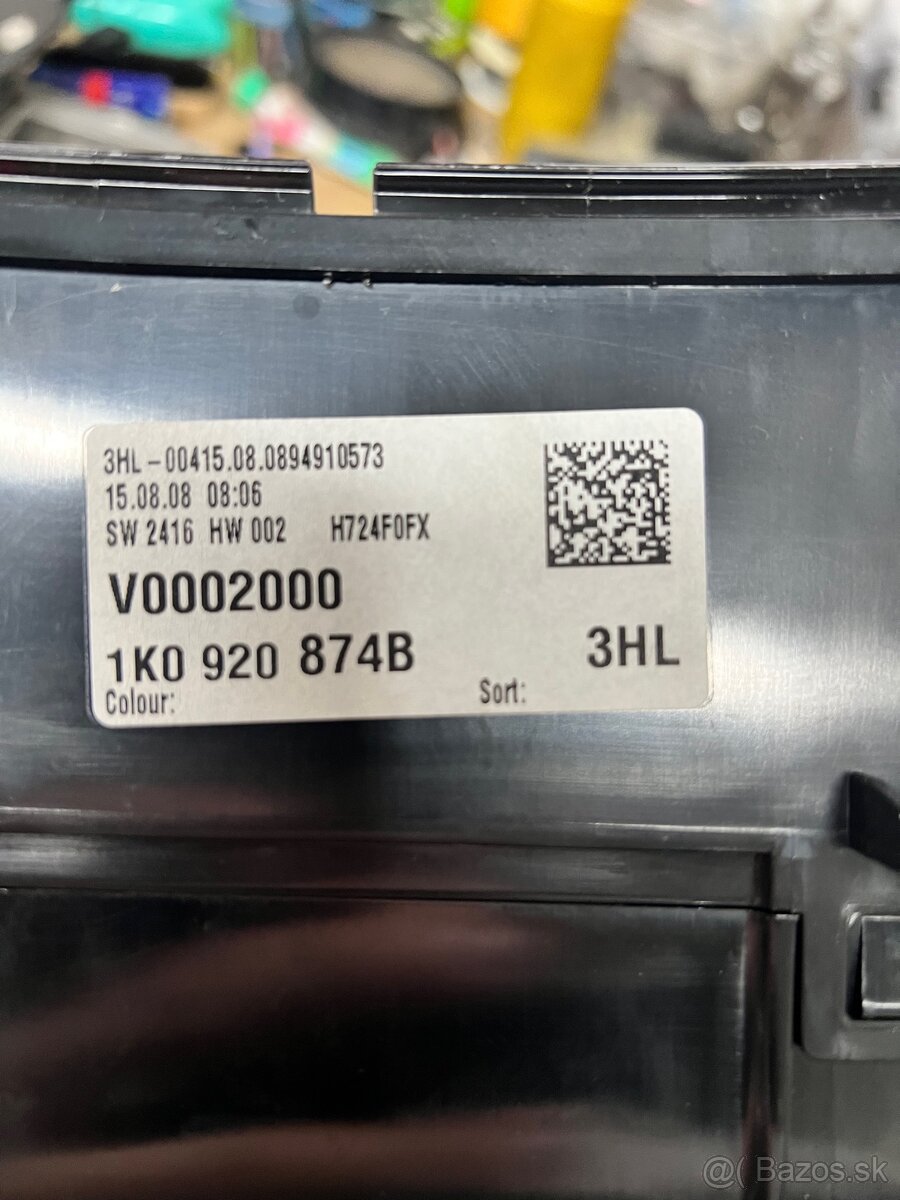 3HL-00415.08.0894910573
15.08.08 08:06
SW 2416 HW 002 H724F0FX
V0002000
1K0 920 874B 3HL
Colour: Sort:
@( Bazos.sk